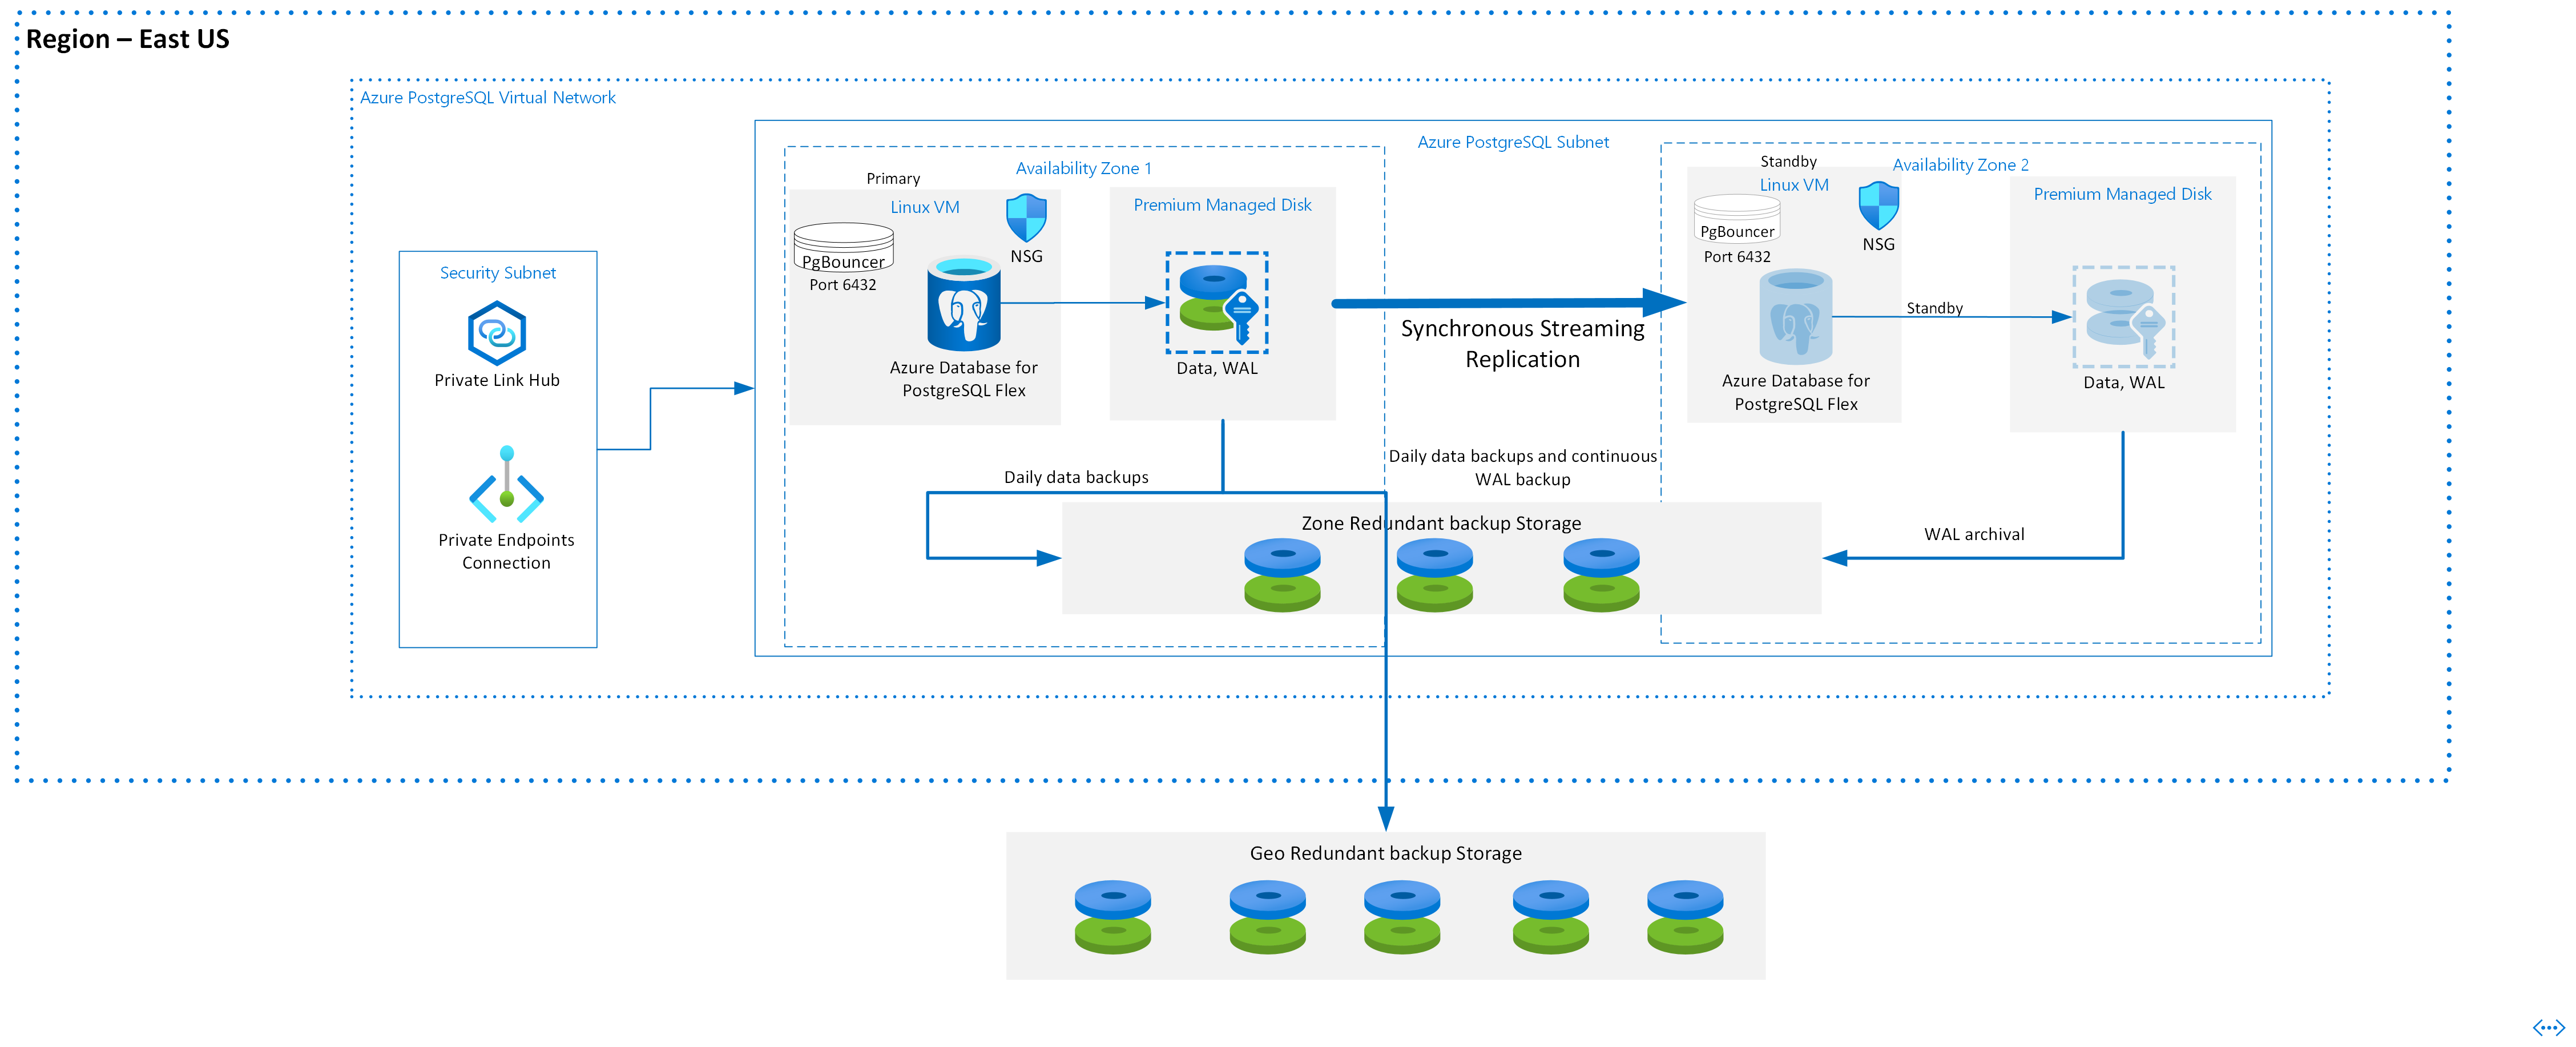 Region – East US
Azure PostgreSQL Virtual Network
Security Subnet
Private Link Hub
Private Endpoints
Connection
Azure PostgreSQL Subnet
Availability Zone 1
Primary
Linux VM
PgBouncer
Port 6432
NSG
Azure Database for
PostgreSQL Flex
Premium Managed Disk
Data, WAL
Synchronous Streaming
Replication
Availability Zone 2
Standby
Linux VM
PgBouncer
Port 6432
NSG
Azure Database for
PostgreSQL Flex
Standby
Premium Managed Disk
Data, WAL
Daily data backups
Daily data backups and continuous
WAL backup
WAL archival
Zone Redundant backup Storage
Geo Redundant backup Storage